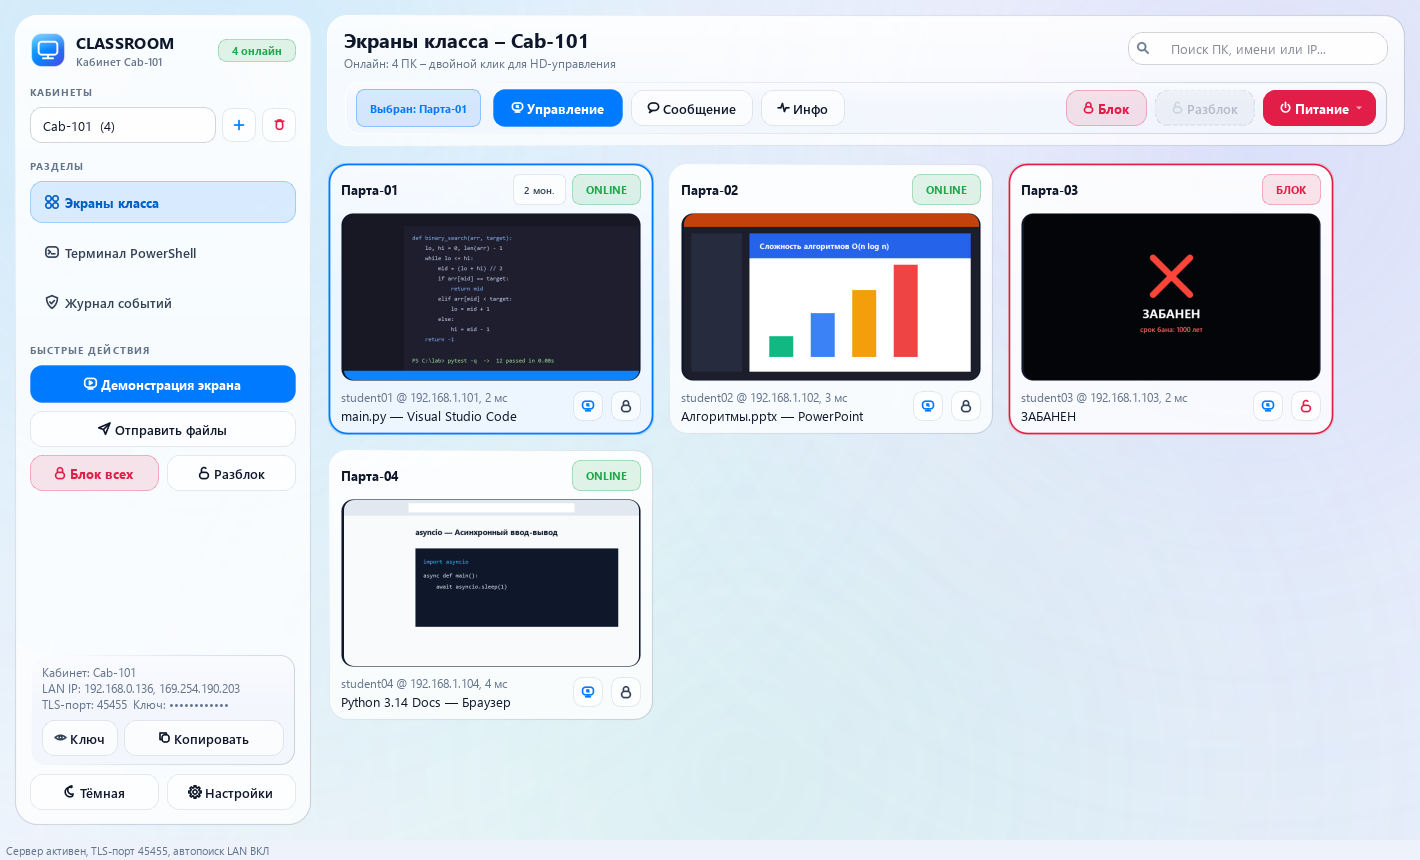 CLASSROOM
Кабинет Cab-101
4 онлайн
КАБИНЕТЫ
Cab-101 (4)
РАЗДЕЛЫ
Экраны класса
Терминал PowerShell
Журнал событий
БЫСТРЫЕ ДЕЙСТВИЯ
Демонстрация экрана
Отправить файлы
Блок всех
Разблок
Кабинет: Cab-101
LAN IP: 192.168.0.136, 169.254.190.203
TLS-порт: 45455 Ключ: ••••••••••••
Ключ
Копировать
Тёмная
Настройки
Экраны класса – Cab-101
Онлайн: 4 ПК – двойной клик для HD-управления
Поиск ПК, имени или IP...
Выбран: Парта-01
Управление
Сообщение
Инфо
Блок
Разблок
Питание
Парта-01
2 мон.
ONLINE
def binary_search(arr, target):
lo, hi = 0, len(arr) - 1
while lo <= hi:
mid = (lo + hi) // 2
if arr[mid] == target:
return mid
elif arr[mid] < target:
lo = mid + 1
else:
hi = mid - 1
return -1
PS C:\lab> pytest -q -> 12 passed in 0.08s
student01 @ 192.168.1.101, 2 мс
main.py — Visual Studio Code
Парта-02
ONLINE
Сложность алгоритмов O(n log n)
student02 @ 192.168.1.102, 3 мс
Алгоритмы.pptx — PowerPoint
Парта-03
БЛОК
ЗАБАНЕН
срок бана: 1000 лет
student03 @ 192.168.1.103, 2 мс
ЗАБАНЕН
Парта-04
ONLINE
asyncio — Асинхронный ввод-вывод
import asyncio
async def main():
await asyncio.sleep(1)
student04 @ 192.168.1.104, 4 мс
Python 3.14 Docs — Браузер
Сервер активен, TLS-порт 45455, автопоиск LAN ВКЛ